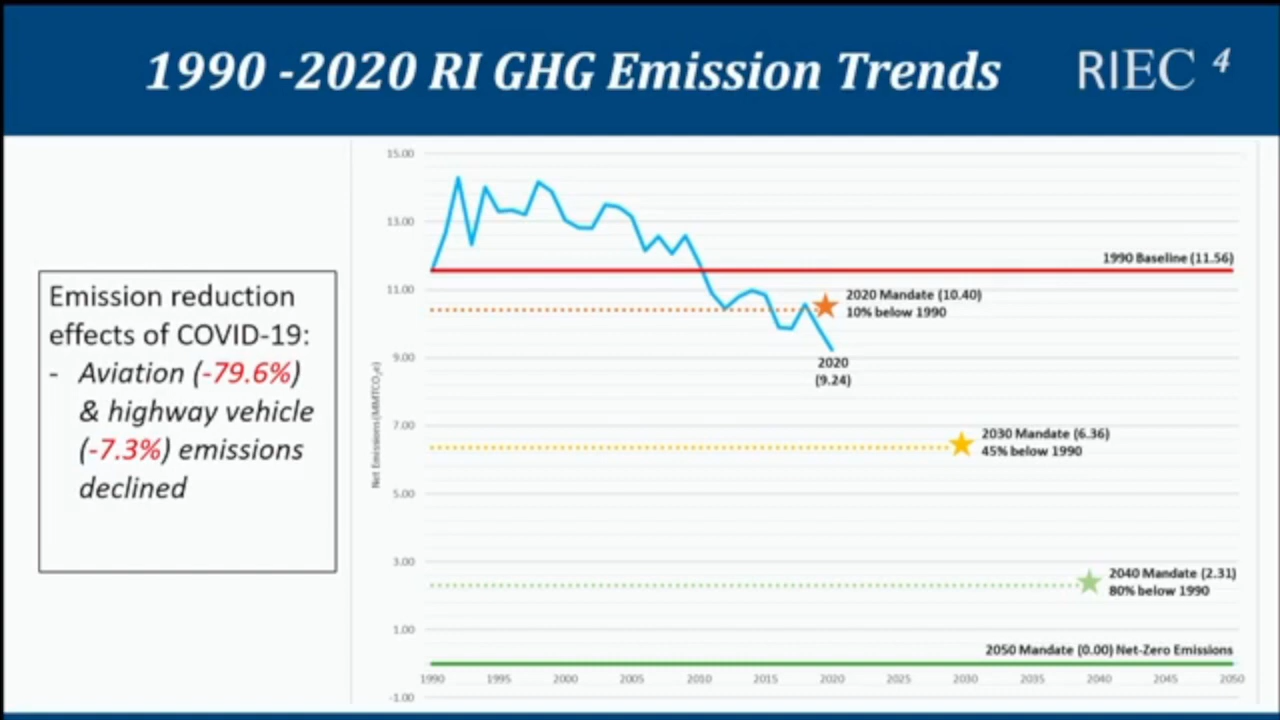 1990 -2020 RI GHG Emission Trends
RIEC 4
Emission reduction
effects of COVID-19:
- Aviation (-79.6%)
& highway vehicle
(-7.3%) emissions
declined
Net Emissions (MMTCO₂e)
15.00
13.00
11.00
9.00
7.00
5.00
3.00
1.00
-1.00
1990 Baseline (11.56)
2020 Mandate (10.40)
10% below 1990
2020
(9.24)
2030 Mandate (6.36)
45% below 1990
2040 Mandate (2.31)
80% below 1990
2050 Mandate (0.00) Net-Zero Emissions
1990 1995 2000 2005 2010 2015 2020 2025 2030 2035 2040 2045 2050